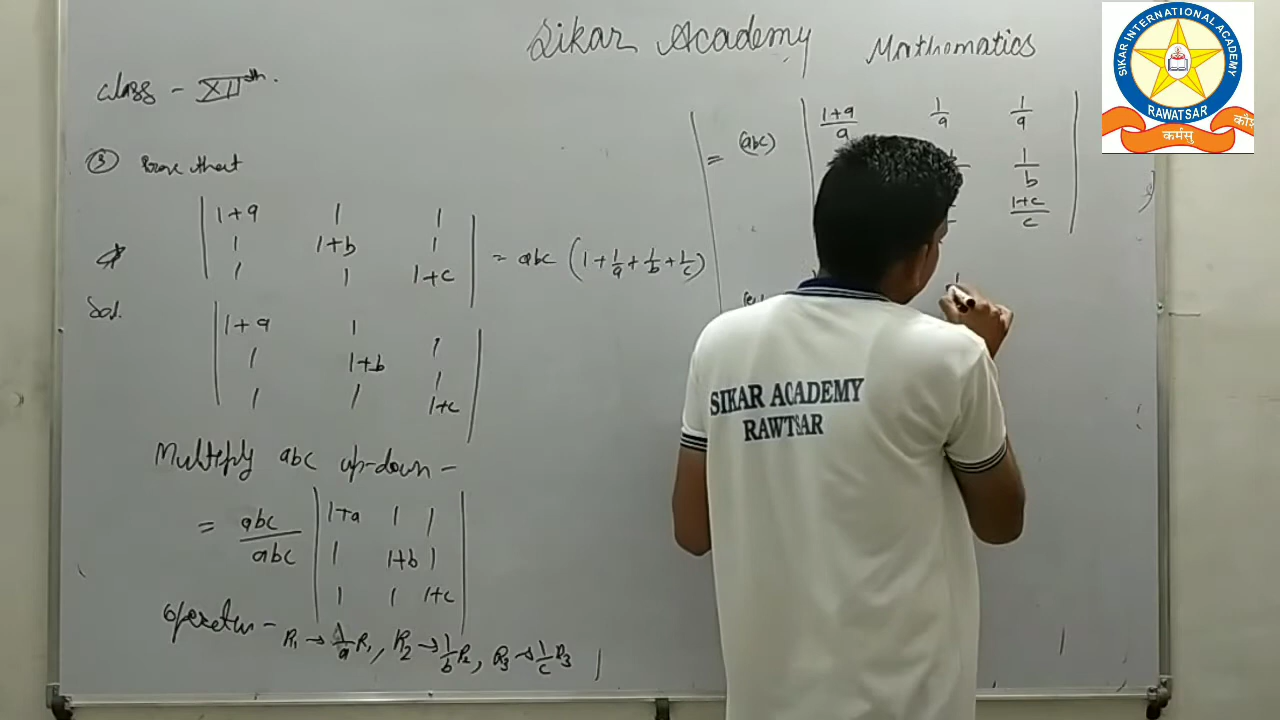 Sikar Academy Mathematics
Class - XIIth.
③ Prove that
| 1+a 1 1 |
| 1 1+b 1 |
| 1 1 1+c |
= abc (1 + 1/a + 1/b + 1/c)
Sol.
| 1+a 1 1 |
| 1 1+b 1 |
| 1 1 1+c |
Multiply abc up-down -
= abc/abc
| 1+a 1 1 |
| 1 1+b 1 |
| 1 1 1+c |
R1 → 1/a R1, R2 → 1/b R2, R3 → 1/c R3
= (abc)
| (1+a)/a 1/a 1/a |
1/b |
(1+c)/c |
SIKAR ACADEMY
RAWTSAR
SIKAR INTERNATIONAL ACADEMY
RAWATSAR
कर्मसु